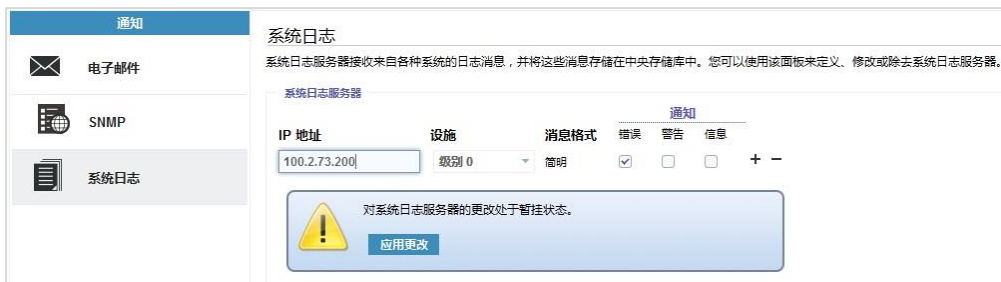 通知
电子邮件
SNMP
系统日志
系统日志
系统日志服务器接收来自各种系统的日志消息，并将这些消息存储在中央存储库中。您可以使用该面板来定义、修改或除去系统日志服务器。
系统日志服务器
通知
IP 地址 设施 消息格式 错误 警告 信息
100.2.73.200 级别 0 简明 + −
对系统日志服务器的更改处于暂挂状态。
应用更改